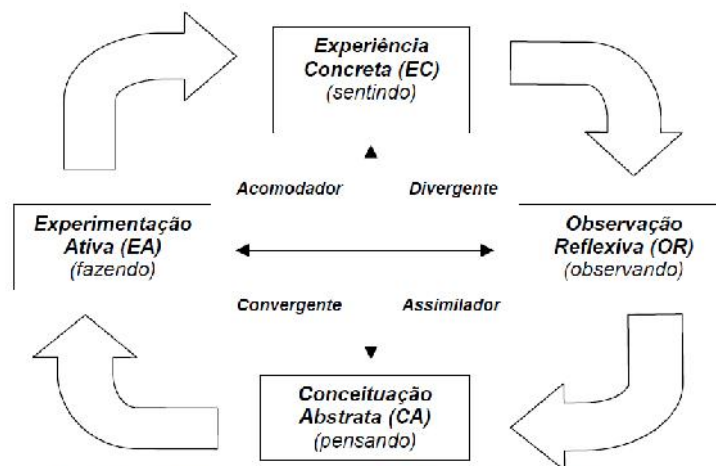 Experiência
Concreta (EC)
(sentindo)
Acomodador
Divergente
Experimentação
Ativa (EA)
(fazendo)
Observação
Reflexiva (OR)
(observando)
Convergente
Assimilador
Conceituação
Abstrata (CA)
(pensando)